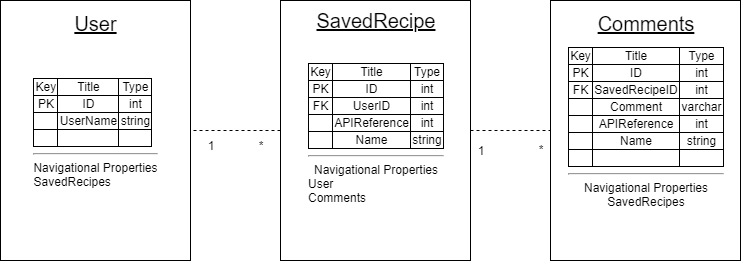 User
Key Title Type
PK ID int
UserName string
Navigational Properties
SavedRecipes
1 *
SavedRecipe
Key Title Type
PK ID int
FK UserID int
APIReference int
Name string
Navigational Properties
User
Comments
1 *
Comments
Key Title Type
PK ID int
FK SavedRecipeID int
Comment varchar
APIReference int
Name string
Navigational Properties
SavedRecipes